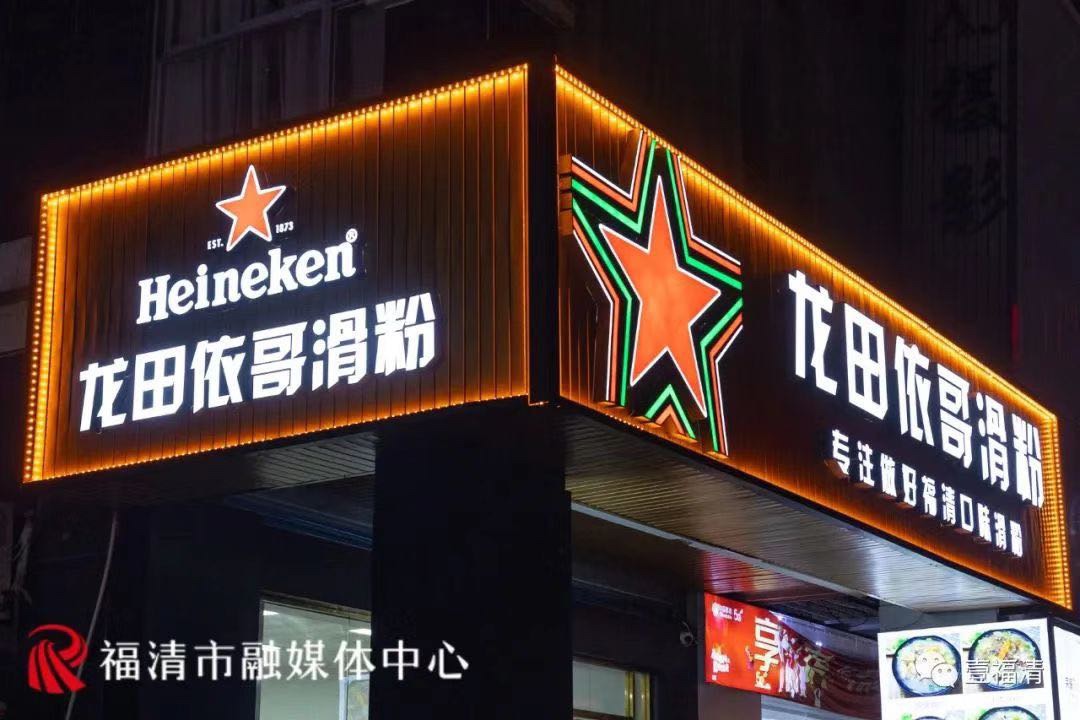 EST. 1873
Heineken®
龙田依哥滑粉
龙田依哥滑粉
专注做好福清口味滑粉
享
福清市融媒体中心
壹福清